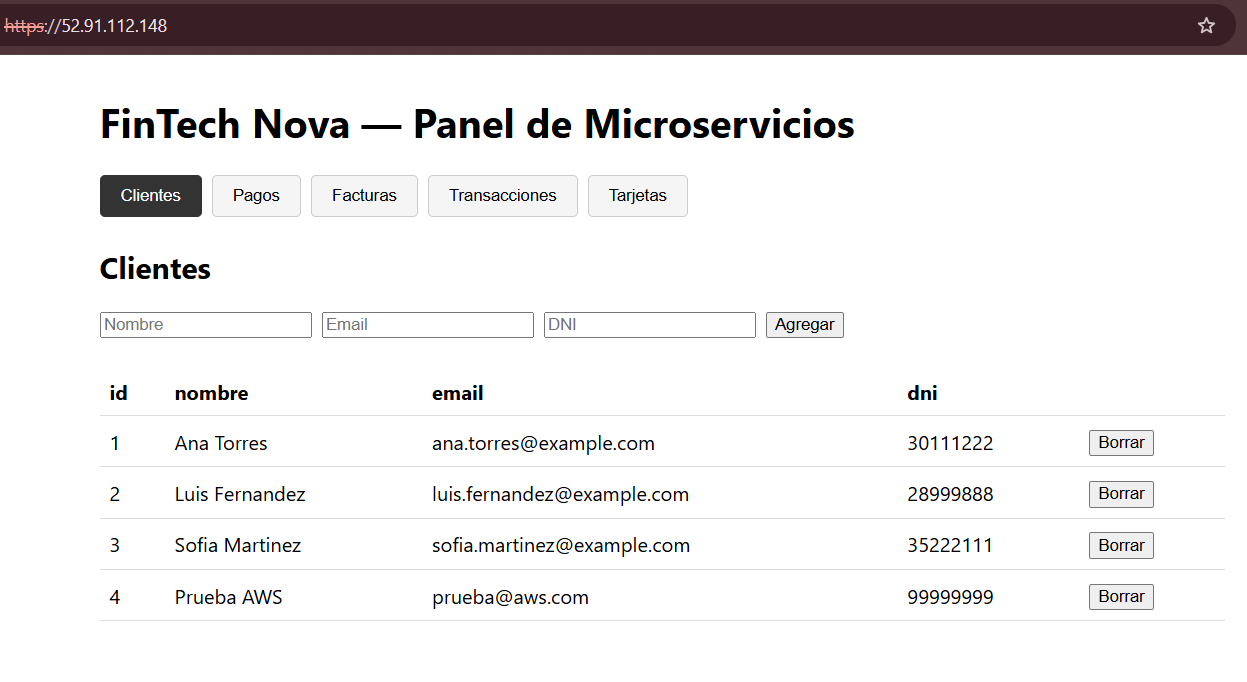 https://52.91.112.148
FinTech Nova — Panel de Microservicios
Clientes Pagos Facturas Transacciones Tarjetas
Clientes
Nombre Email DNI Agregar
id nombre email dni
1 Ana Torres ana.torres@example.com 30111222 Borrar
2 Luis Fernandez luis.fernandez@example.com 28999888 Borrar
3 Sofia Martinez sofia.martinez@example.com 35222111 Borrar
4 Prueba AWS prueba@aws.com 99999999 Borrar